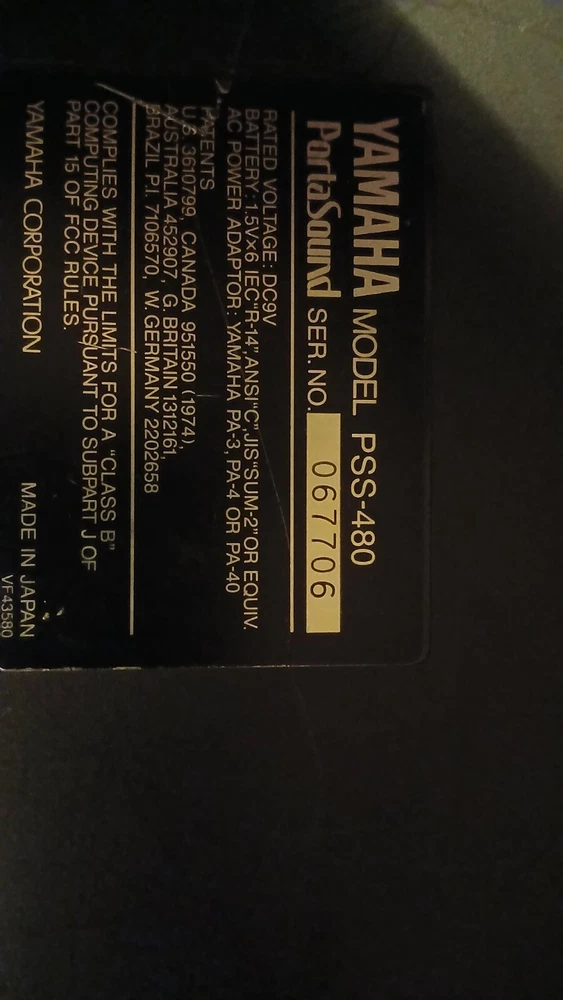 YAMAHA MODEL PSS-480
PortaSound SER.NO. 067706
RATED VOLTAGE: DC9V
BATTERY: 1.5V×6 IEC"R-14",ANSI"C",JIS"SUM-2"OR EQUIV.
AC POWER ADAPTOR: YAMAHA PA-3, PA-4 OR PA-40
PATENTS
U.S. 3610799, CANADA 951550 (1974),
AUSTRALIA 452907, G. BRITAIN 1312161,
BRAZIL P.I. 7106570, W. GERMANY 2202658
COMPLIES WITH THE LIMITS FOR A "CLASS B"
COMPUTING DEVICE PURSUANT TO SUBPART J OF
PART 15 OF FCC RULES.
YAMAHA CORPORATION MADE IN JAPAN
VF43580